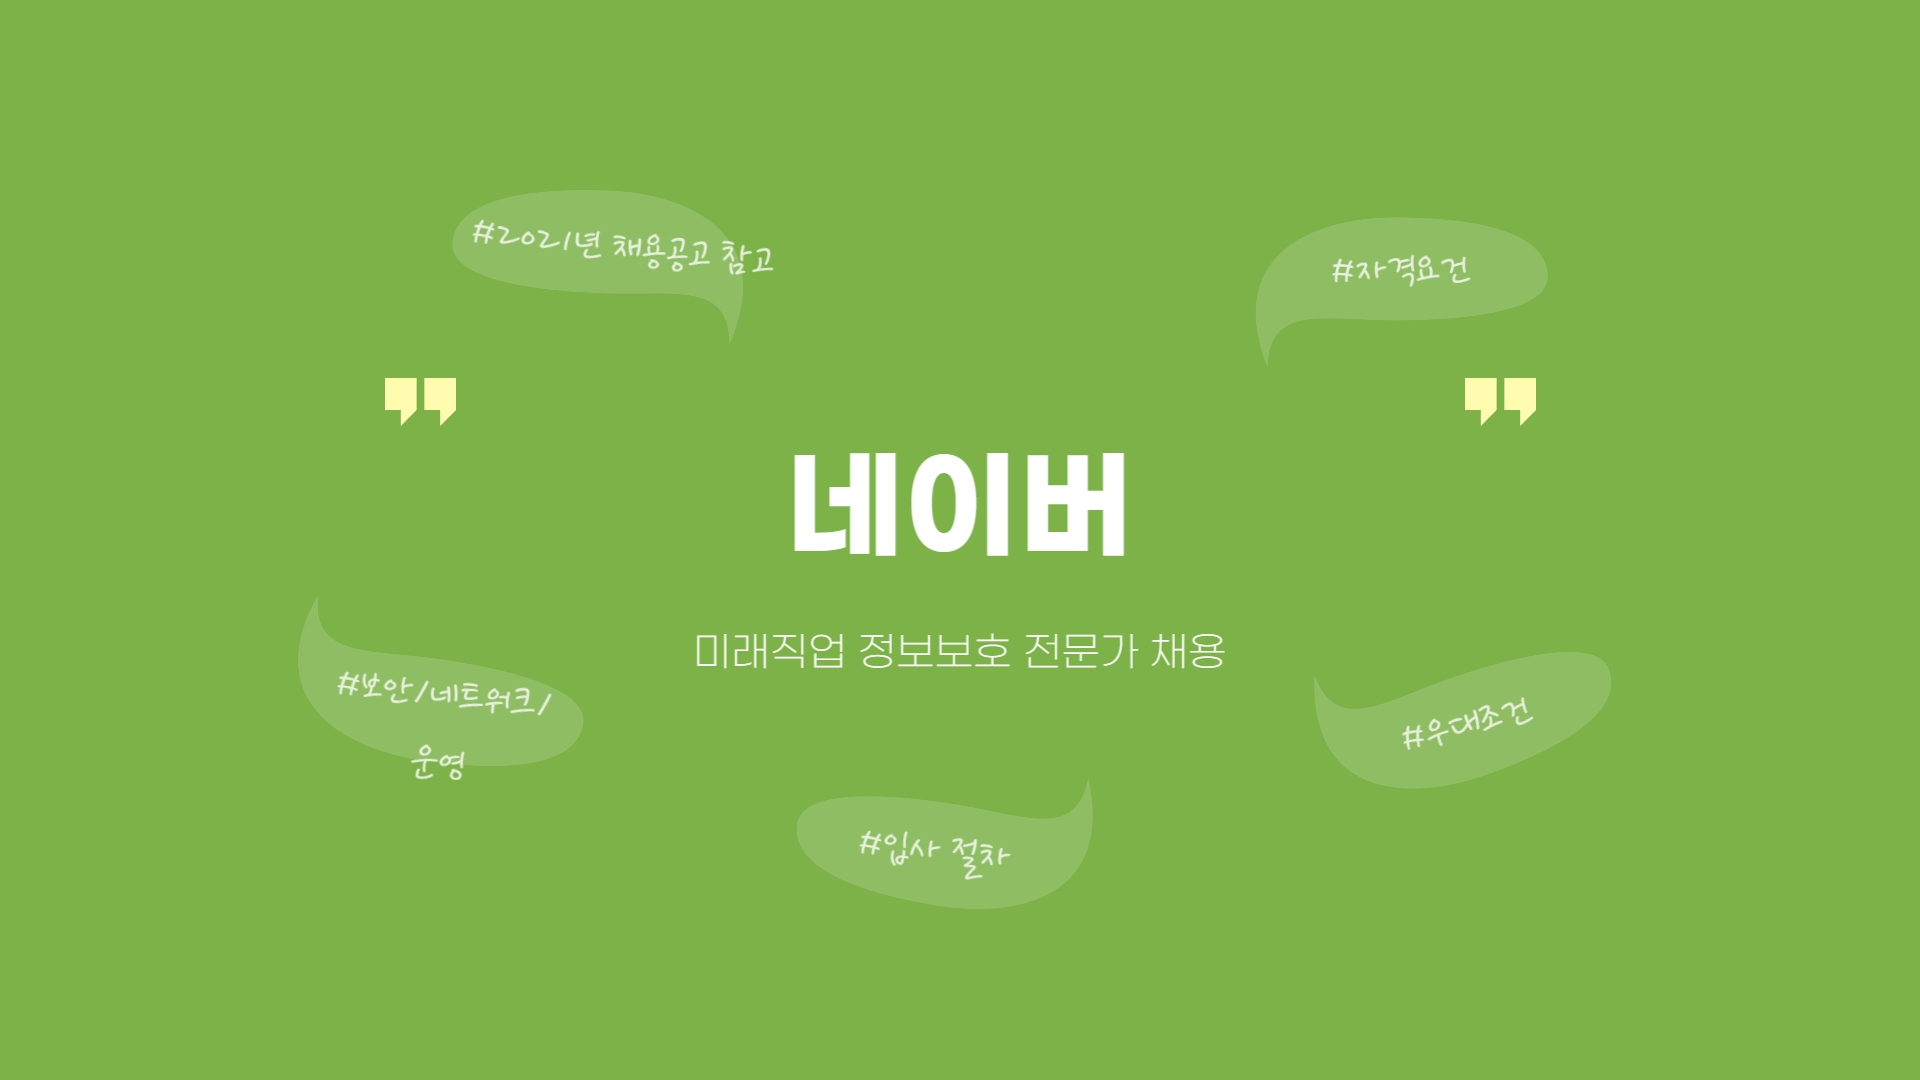 #2021년 채용공고 참고
#자격요건
네이버
미래직업 정보보호 전문가 채용
#보안/네트워크/
운영
#우대조건
#입사 절차